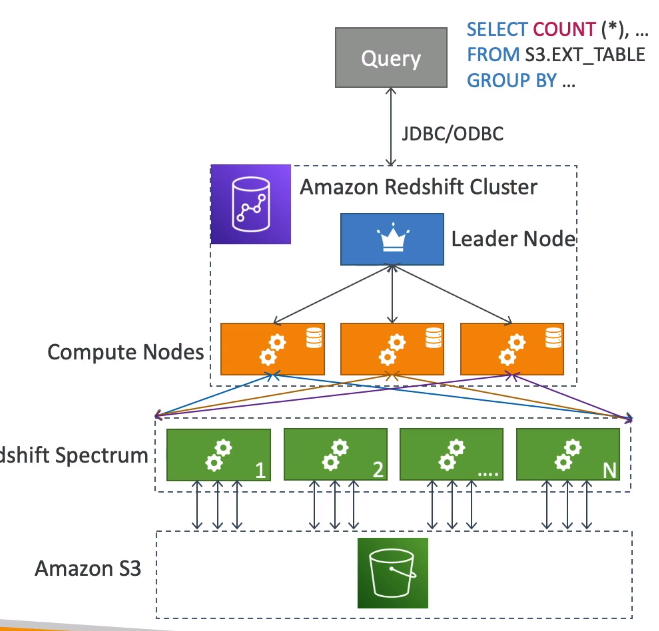 Query
SELECT COUNT (*), ...
FROM S3.EXT_TABLE
GROUP BY ...
JDBC/ODBC
Amazon Redshift Cluster
Leader Node
Compute Nodes
dshift Spectrum
1
2
....
N
Amazon S3